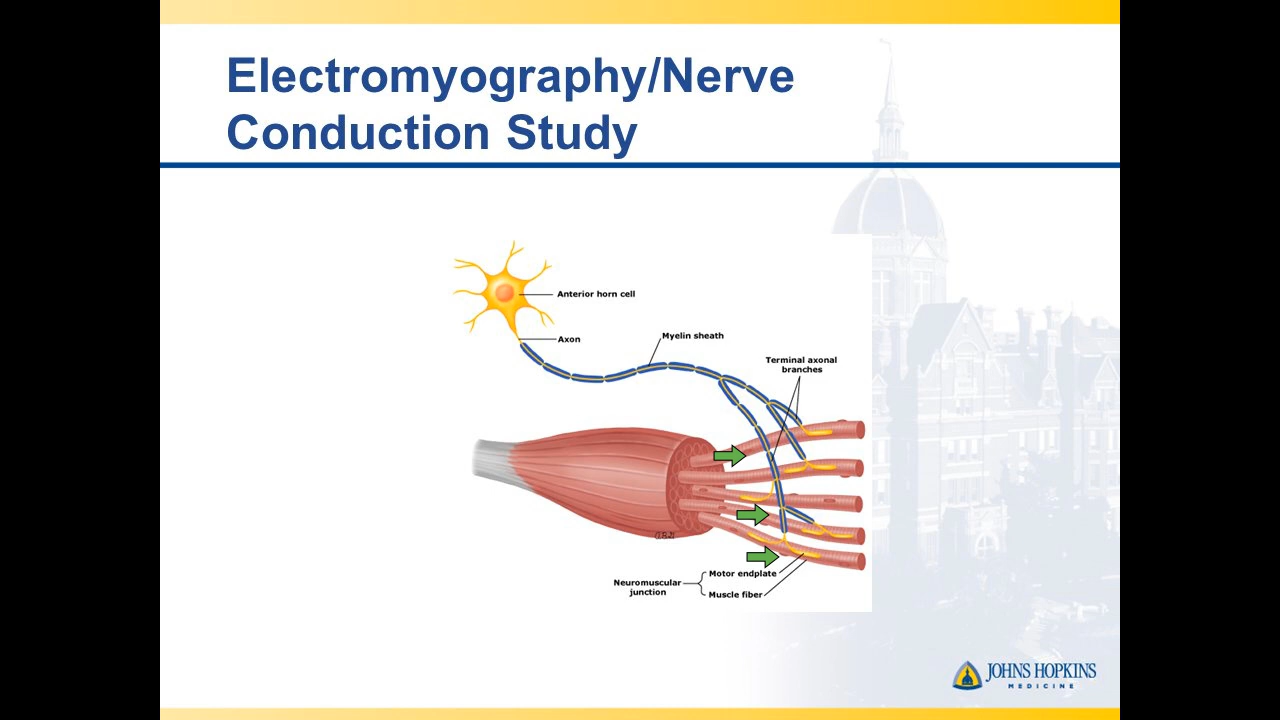 Electromyography/Nerve
Conduction Study
Anterior horn cell
Axon
Myelin sheath
Terminal axonal
branches
Neuromuscular
junction
Motor endplate
Muscle fiber
JOHNS HOPKINS
MEDICINE